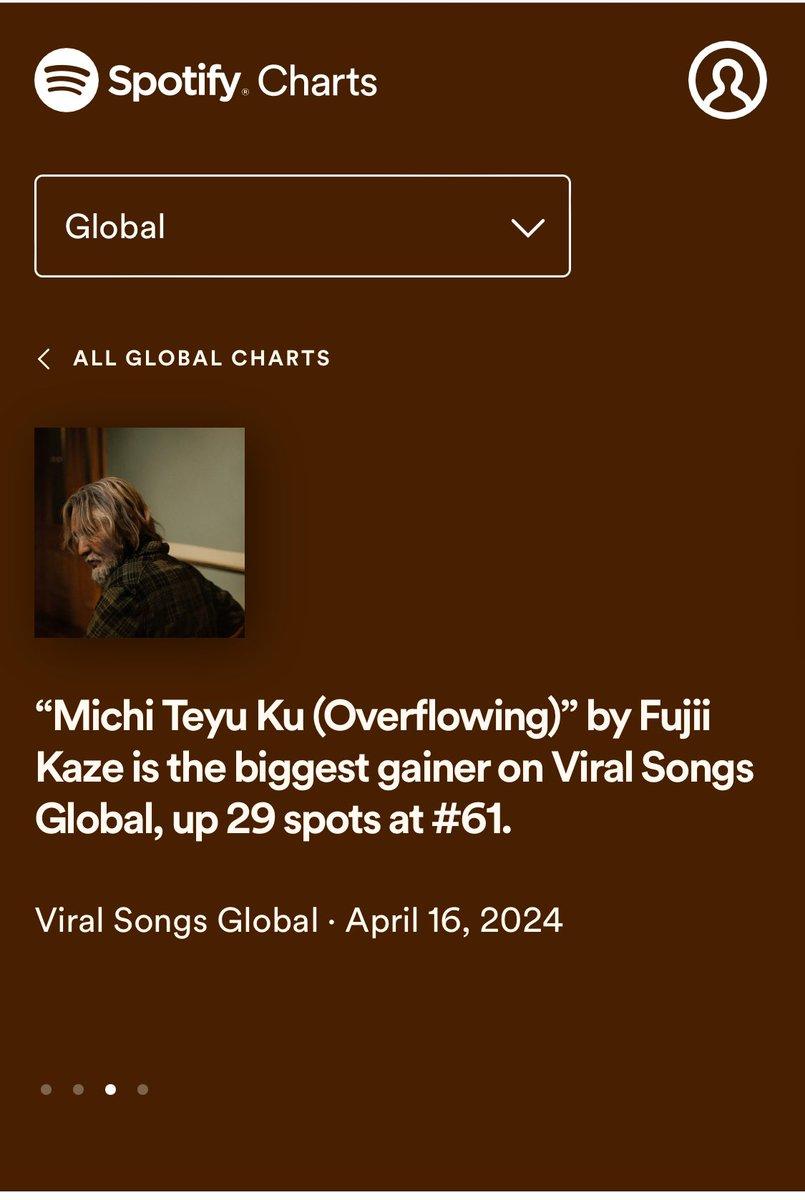 Spotify® Charts
Global
ALL GLOBAL CHARTS
“Michi Teyu Ku (Overflowing)” by Fujii
Kaze is the biggest gainer on Viral Songs
Global, up 29 spots at #61.
Viral Songs Global · April 16, 2024